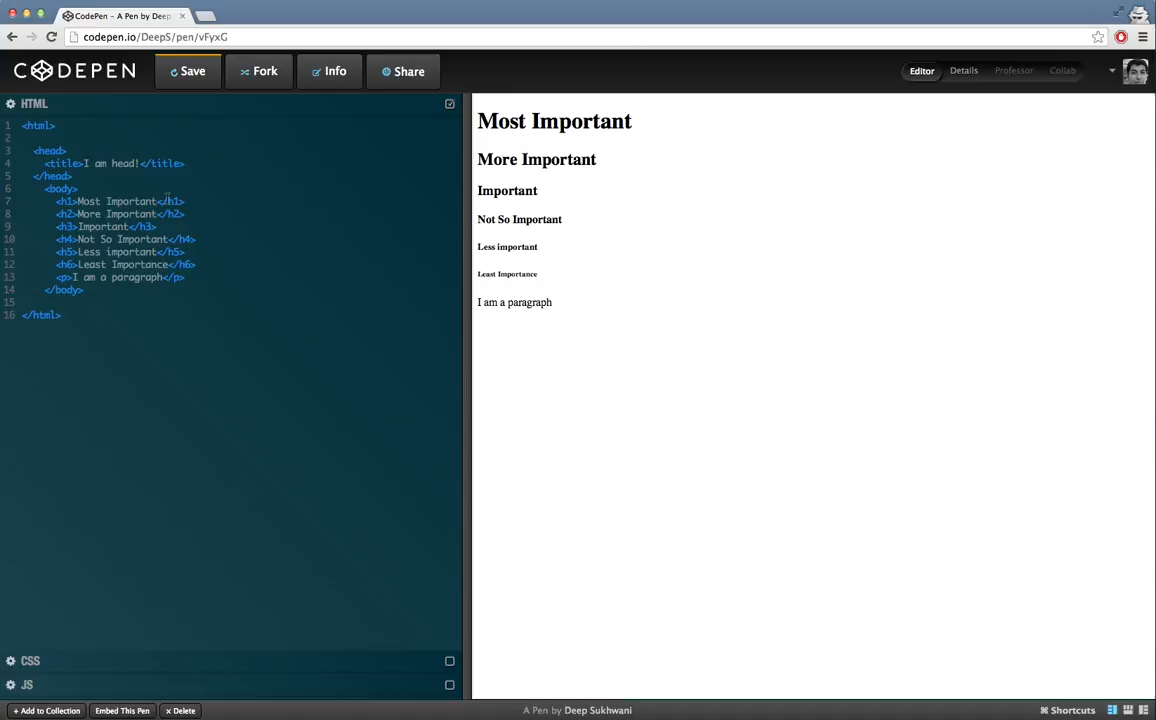 CodePen - A Pen by Deep
codepen.io/DeepS/pen/vFyxG
CODEPEN
Save
Fork
Info
Share
Editor
Details
Professor
Collab
HTML
1 <html>
2
3 <head>
4 <title>I am head!</title>
5 </head>
6 <body>
7 <h1>Most Important</h1>
8 <h2>More Important</h2>
9 <h3>Important</h3>
10 <h4>Not So Important</h4>
11 <h5>Less important</h5>
12 <h6>Least Importance</h6>
13 <p>I am a paragraph</p>
14 </body>
15
16 </html>
Most Important
More Important
Important
Not So Important
Less important
Least Importance
I am a paragraph
CSS
JS
+ Add to Collection
Embed This Pen
× Delete
A Pen by Deep Sukhwani
⌘ Shortcuts